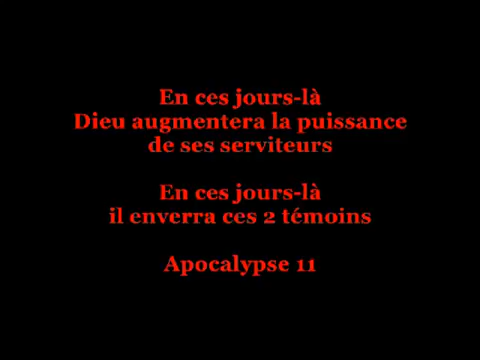 En ces jours-là
Dieu augmentera la puissance
de ses serviteurs
En ces jours-là
il enverra ces 2 témoins
Apocalypse 11